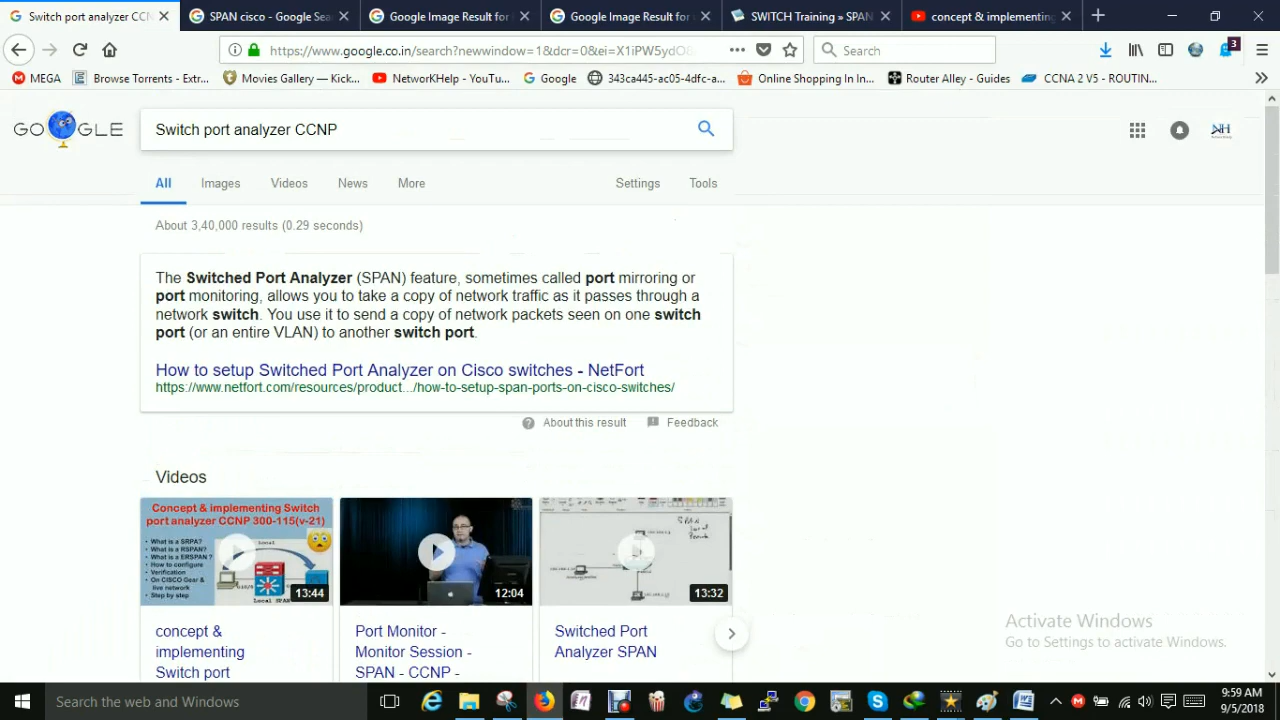 Switch port analyzer CC
SPAN cisco - Google Sea
Google Image Result for
Google Image Result for
SWITCH Training » SPAN
concept & implementing
https://www.google.co.in/search?newwindow=1&dcr=0&ei=X1iPW5ydO8
Search
3
MEGA
Browse Torrents - Extr...
Movies Gallery — Kick...
NetworKHelp - YouTu...
Google
343ca445-ac05-4dfc-a...
Online Shopping In In...
Router Alley - Guides
CCNA 2 V5 - ROUTIN...
GO GLE
Switch port analyzer CCNP
NH
All
Images
Videos
News
More
Settings
Tools
About 3,40,000 results (0.29 seconds)
The Switched Port Analyzer (SPAN) feature, sometimes called port mirroring or
port monitoring, allows you to take a copy of network traffic as it passes through a
network switch. You use it to send a copy of network packets seen on one switch
port (or an entire VLAN) to another switch port.
How to setup Switched Port Analyzer on Cisco switches - NetFort
https://www.netfort.com/resources/product.../how-to-setup-span-ports-on-cisco-switches/
About this result
Feedback
Videos
Concept & implementing Switch
port analyzer CCNP 300-115(v-21)
• What is a SRPA?
• What is a RSPAN?
• What is a ERSPAN ?
• How to configure
• Verification
• On CISCO Gear &
live network
• Step by step
Local
Local SPAN
13:44
12:04
SPAN
Local
Remote
13:32
concept &
implementing
Switch port
Port Monitor -
Monitor Session -
SPAN - CCNP -
Switched Port
Analyzer SPAN
Activate Windows
Go to Settings to activate Windows.
Search the web and Windows
9:59 AM
9/5/2018